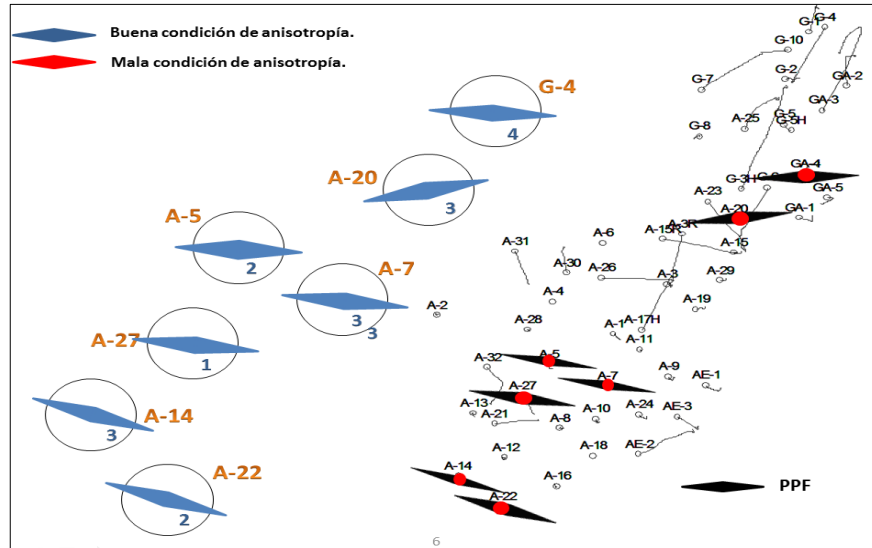 Buena condición de anisotropía.
Mala condición de anisotropía.
G-4
4
A-20
3
A-5
2
A-7
3
3
A-27
1
A-14
3
A-22
2
G-1
G-4
G-10
G-2
GA-2
G-7
GA-3
G-5
G-5H
A-25
G-8
GA-4
G-3H
A-23
GA-5
A-20
GA-1
A-3R
A-15R
A-6
A-15
A-31
A-30
A-26
A-3
A-29
A-4
A-2
A-19
A-28
A-1
A-17H
A-11
A-5
A-32
A-7
A-9
AE-1
A-27
A-13
A-21
A-8
A-10
A-24
AE-3
A-12
A-18
AE-2
A-14
A-16
A-22
PPF
6